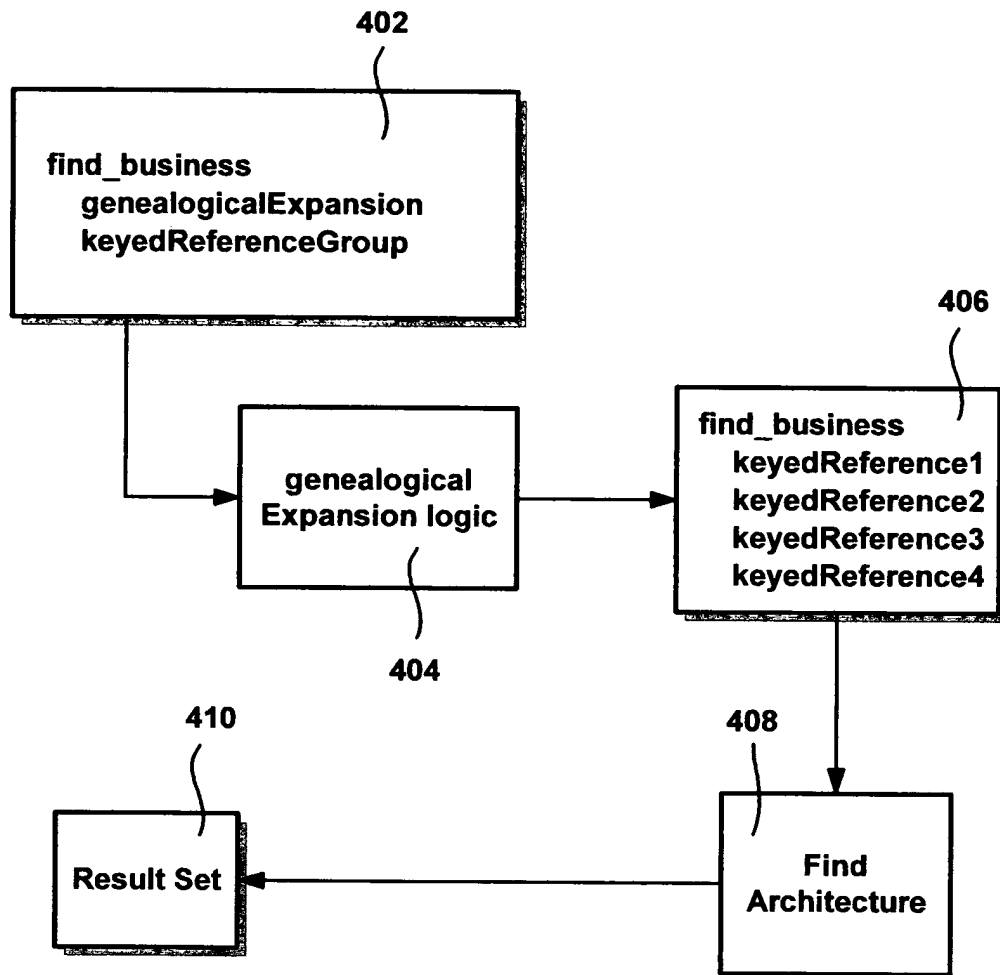 402
find_business
genealogicalExpansion
keyedReferenceGroup
406
find_business
keyedReference1
keyedReference2
keyedReference3
keyedReference4
genealogical
Expansion logic
404
410
408
Result Set
Find
Architecture